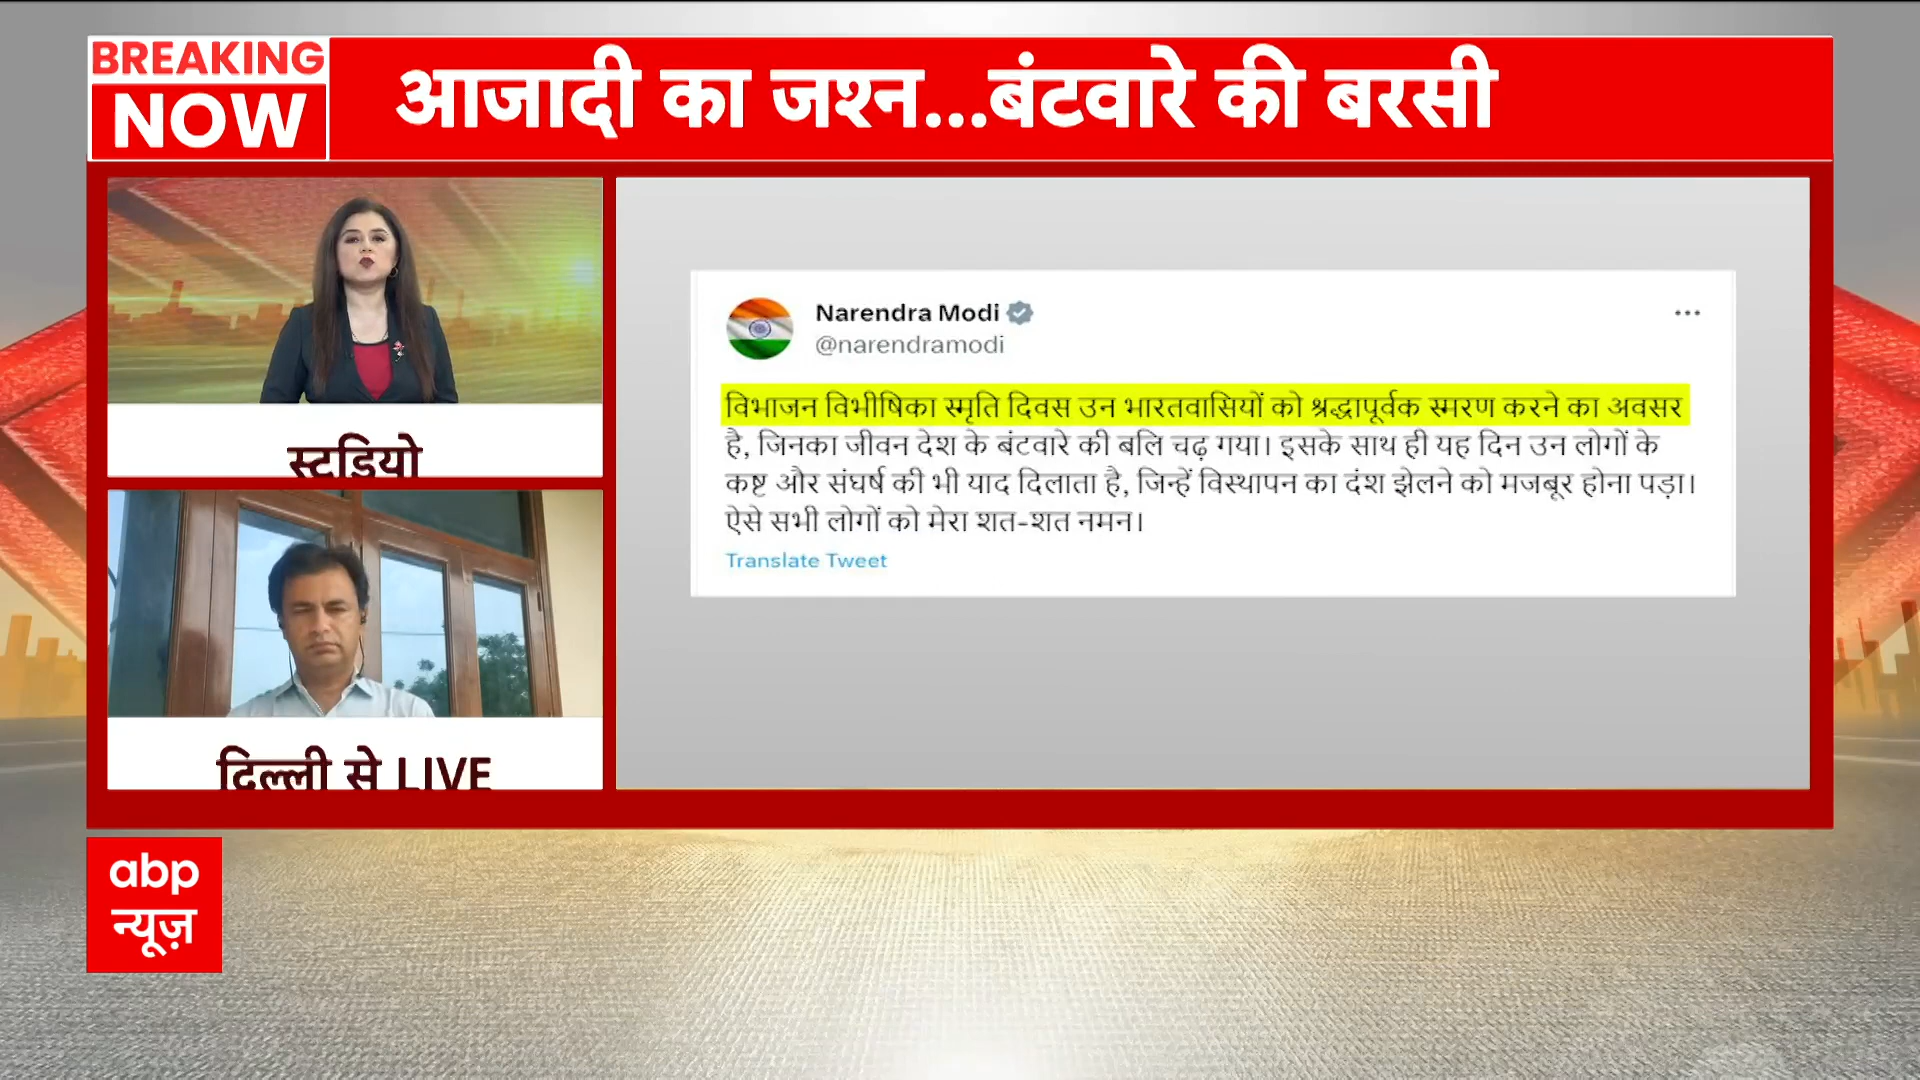 BREAKING
NOW
आजादी का जश्न...बंटवारे की बरसी
स्टूडियो
दिल्ली से LIVE
Narendra Modi
@narendramodi
विभाजन विभीषिका स्मृति दिवस उन भारतवासियों को श्रद्धापूर्वक स्मरण करने का अवसर
है, जिनका जीवन देश के बंटवारे की बलि चढ़ गया। इसके साथ ही यह दिन उन लोगों के
कष्ट और संघर्ष की भी याद दिलाता है, जिन्हें विस्थापन का दंश झेलने को मजबूर होना पड़ा।
ऐसे सभी लोगों को मेरा शत-शत नमन।
Translate Tweet
abp
न्यूज़